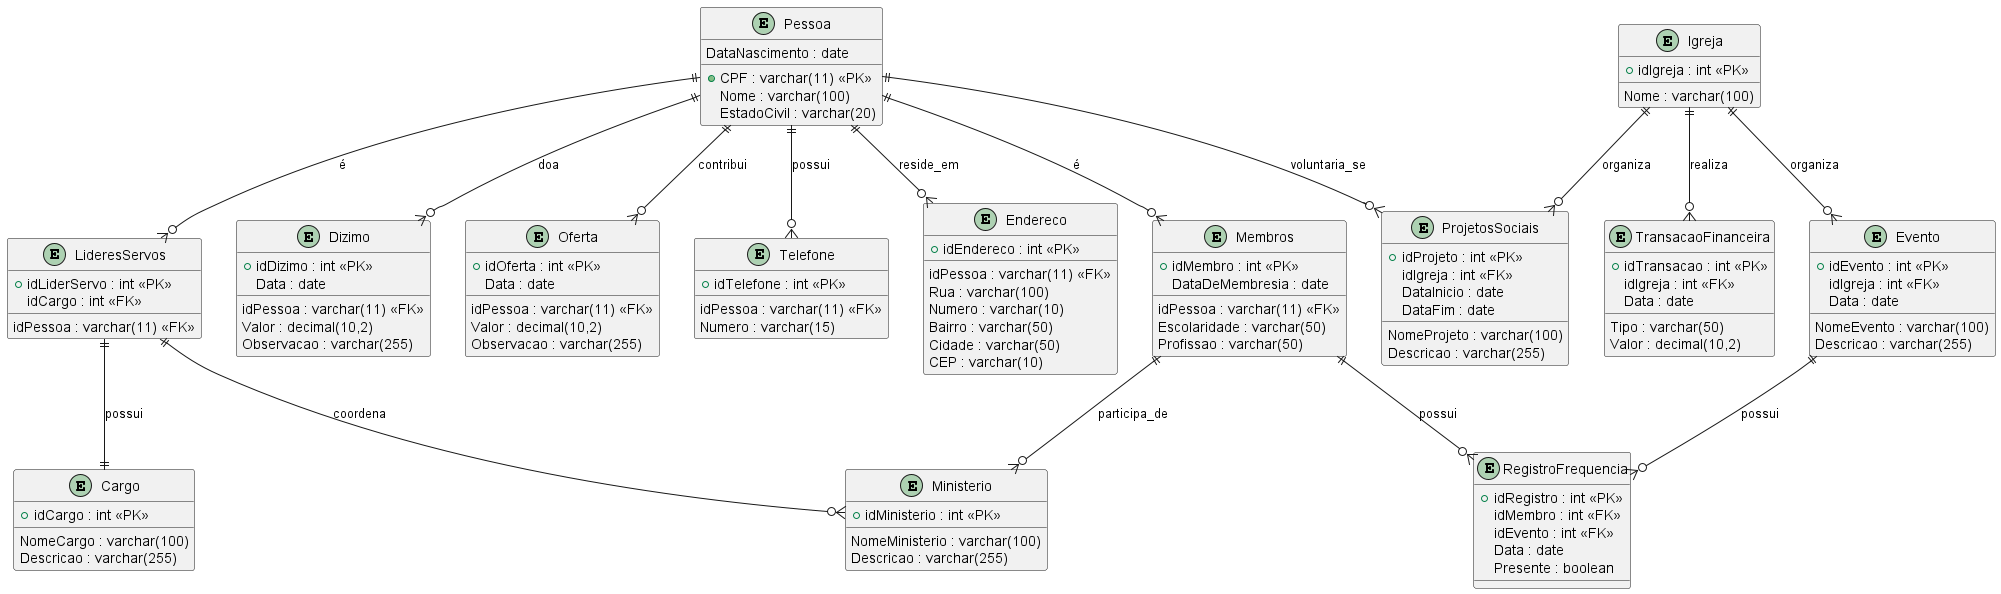 E Pessoa
DataNascimento : date
CPF : varchar(11) «PK»
Nome : varchar(100)
EstadoCivil : varchar(20)
E Igreja
idIgreja : int «PK»
Nome : varchar(100)
é
doa
contribui
possui
reside_em
é
voluntaria_se
organiza
realiza
organiza
E LideresServos
idLiderServo : int «PK»
idCargo : int «FK»
idPessoa : varchar(11) «FK»
E Dizimo
idDizimo : int «PK»
Data : date
idPessoa : varchar(11) «FK»
Valor : decimal(10,2)
Observacao : varchar(255)
E Oferta
idOferta : int «PK»
Data : date
idPessoa : varchar(11) «FK»
Valor : decimal(10,2)
Observacao : varchar(255)
E Telefone
idTelefone : int «PK»
idPessoa : varchar(11) «FK»
Numero : varchar(15)
E Endereco
idEndereco : int «PK»
idPessoa : varchar(11) «FK»
Rua : varchar(100)
Numero : varchar(10)
Bairro : varchar(50)
Cidade : varchar(50)
CEP : varchar(10)
E Membros
idMembro : int «PK»
DataDeMembresia : date
idPessoa : varchar(11) «FK»
Escolaridade : varchar(50)
Profissao : varchar(50)
E ProjetosSociais
idProjeto : int «PK»
idIgreja : int «FK»
DataInicio : date
DataFim : date
NomeProjeto : varchar(100)
Descricao : varchar(255)
E TransacaoFinanceira
idTransacao : int «PK»
idIgreja : int «FK»
Data : date
Tipo : varchar(50)
Valor : decimal(10,2)
E Evento
idEvento : int «PK»
idIgreja : int «FK»
Data : date
NomeEvento : varchar(100)
Descricao : varchar(255)
possui
coordena
participa_de
possui
possui
E Cargo
idCargo : int «PK»
NomeCargo : varchar(100)
Descricao : varchar(255)
E Ministerio
idMinisterio : int «PK»
NomeMinisterio : varchar(100)
Descricao : varchar(255)
E RegistroFrequencia
idRegistro : int «PK»
idMembro : int «FK»
idEvento : int «FK»
Data : date
Presente : boolean